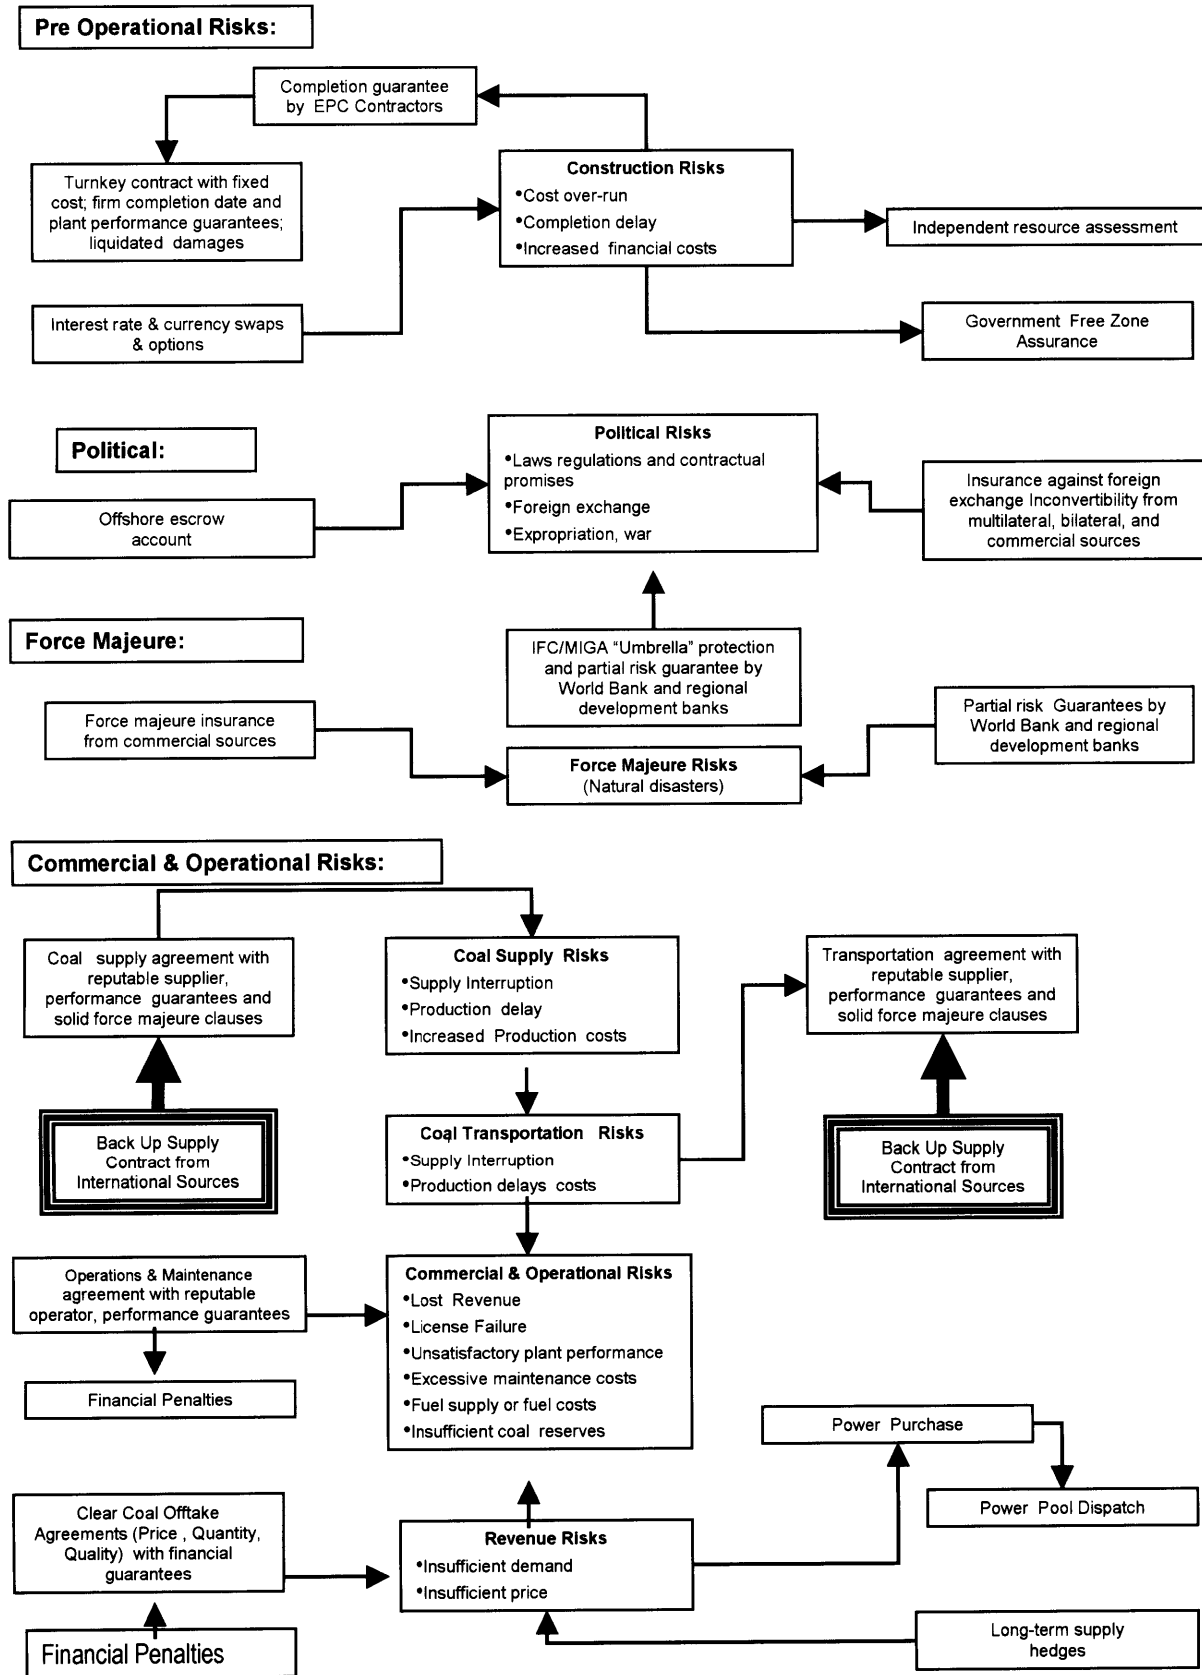 Pre Operational Risks:
Completion guarantee
by EPC Contractors
Turnkey contract with fixed
cost; firm completion date and
plant performance guarantees;
liquidated damages
Construction Risks
•Cost over-run
•Completion delay
•Increased financial costs
Independent resource assessment
Interest rate & currency swaps
& options
Government Free Zone
Assurance
Political:
Political Risks
•Laws regulations and contractual
promises
•Foreign exchange
•Expropriation, war
Offshore escrow
account
Insurance against foreign
exchange Inconvertibility from
multilateral, bilateral, and
commercial sources
Force Majeure:
IFC/MIGA “Umbrella” protection
and partial risk guarantee by
World Bank and regional
development banks
Force majeure insurance
from commercial sources
Partial risk Guarantees by
World Bank and regional
development banks
Force Majeure Risks
(Natural disasters)
Commercial & Operational Risks:
Coal supply agreement with
reputable supplier,
performance guarantees and
solid force majeure clauses
Coal Supply Risks
•Supply Interruption
•Production delay
•Increased Production costs
Transportation agreement with
reputable supplier,
performance guarantees and
solid force majeure clauses
Back Up Supply
Contract from
International Sources
Coal Transportation Risks
•Supply Interruption
•Production delays costs
Back Up Supply
Contract from
International Sources
Operations & Maintenance
agreement with reputable
operator, performance guarantees
Commercial & Operational Risks
•Lost Revenue
•License Failure
•Unsatisfactory plant performance
•Excessive maintenance costs
•Fuel supply or fuel costs
•Insufficient coal reserves
Financial Penalties
Power Purchase
Power Pool Dispatch
Clear Coal Offtake
Agreements (Price , Quantity,
Quality) with financial
guarantees
Revenue Risks
•Insufficient demand
•Insufficient price
Financial Penalties
Long-term supply
hedges